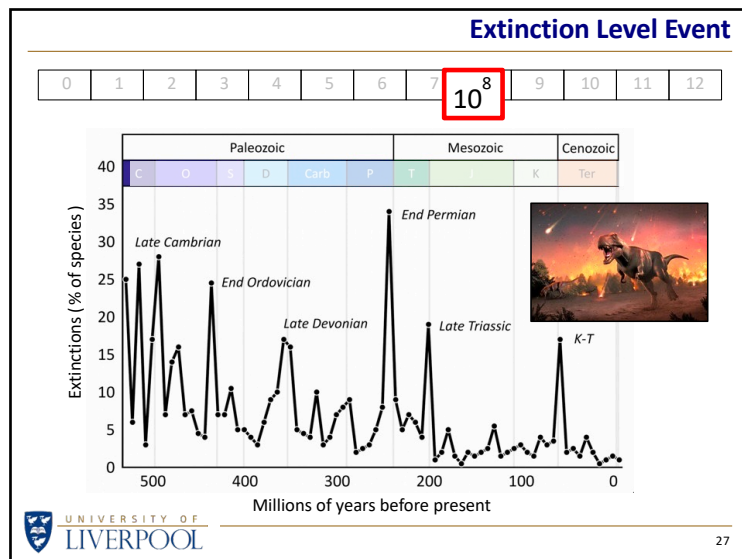 Extinction Level Event
0 1 2 3 4 5 6 7 10⁸ 9 10 11 12
Paleozoic Mesozoic Cenozoic
C O S D Carb P T J K Ter
40
35
30
25
20
15
10
5
0
Extinctions (% of species)
End Permian
Late Cambrian
End Ordovician
Late Devonian
Late Triassic
K-T
500 400 300 200 100 0
Millions of years before present
UNIVERSITY OF
LIVERPOOL
27